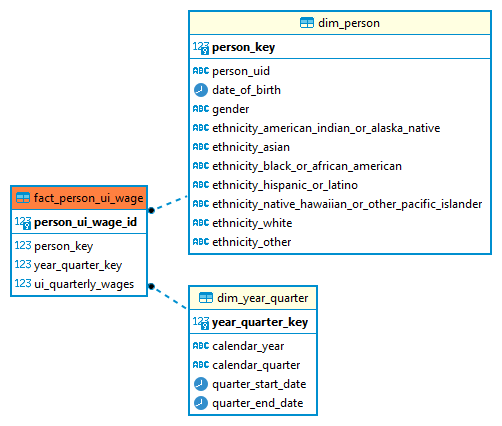 dim_person
123 person_key
ABC person_uid
date_of_birth
ABC gender
ABC ethnicity_american_indian_or_alaska_native
ABC ethnicity_asian
ABC ethnicity_black_or_african_american
ABC ethnicity_hispanic_or_latino
ABC ethnicity_native_hawaiian_or_other_pacific_islander
ABC ethnicity_white
ABC ethnicity_other
fact_person_ui_wage
123 person_ui_wage_id
123 person_key
123 year_quarter_key
123 ui_quarterly_wages
dim_year_quarter
123 year_quarter_key
ABC calendar_year
ABC calendar_quarter
quarter_start_date
quarter_end_date